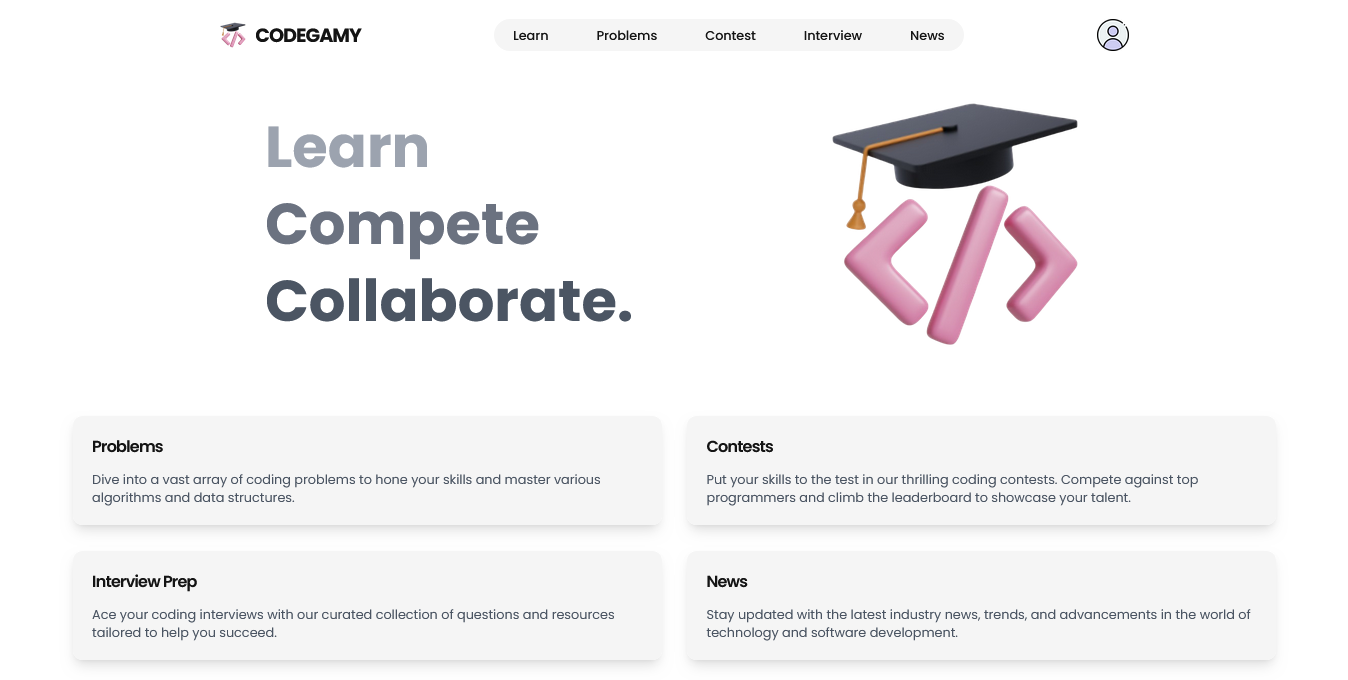 CODEGAMY
Learn
Problems
Contest
Interview
News
Learn
Compete
Collaborate.
Problems
Dive into a vast array of coding problems to hone your skills and master various
algorithms and data structures.
Contests
Put your skills to the test in our thrilling coding contests. Compete against top
programmers and climb the leaderboard to showcase your talent.
Interview Prep
Ace your coding interviews with our curated collection of questions and resources
tailored to help you succeed.
News
Stay updated with the latest industry news, trends, and advancements in the world of
technology and software development.